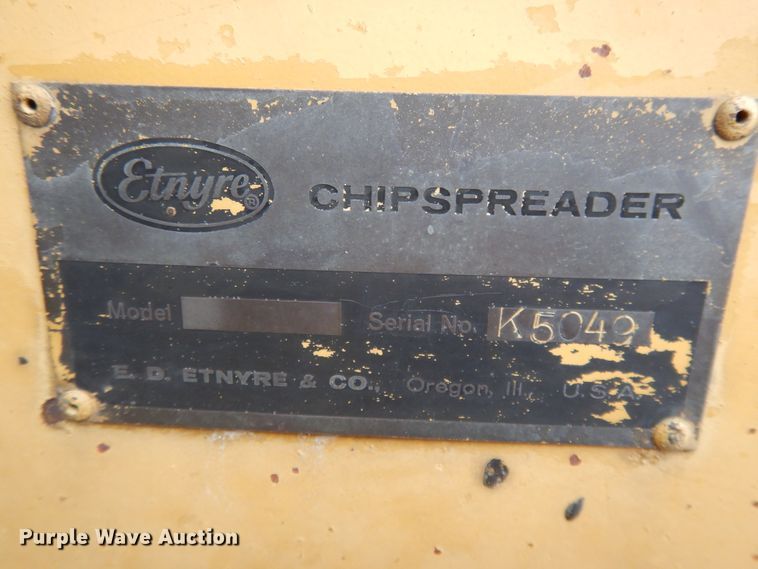 Etnyre ® CHIPSPREADER
Model Serial No. K5049
E. D. ETNYRE & CO., Oregon, Ill., U.S.A.
Purple Wave Auction